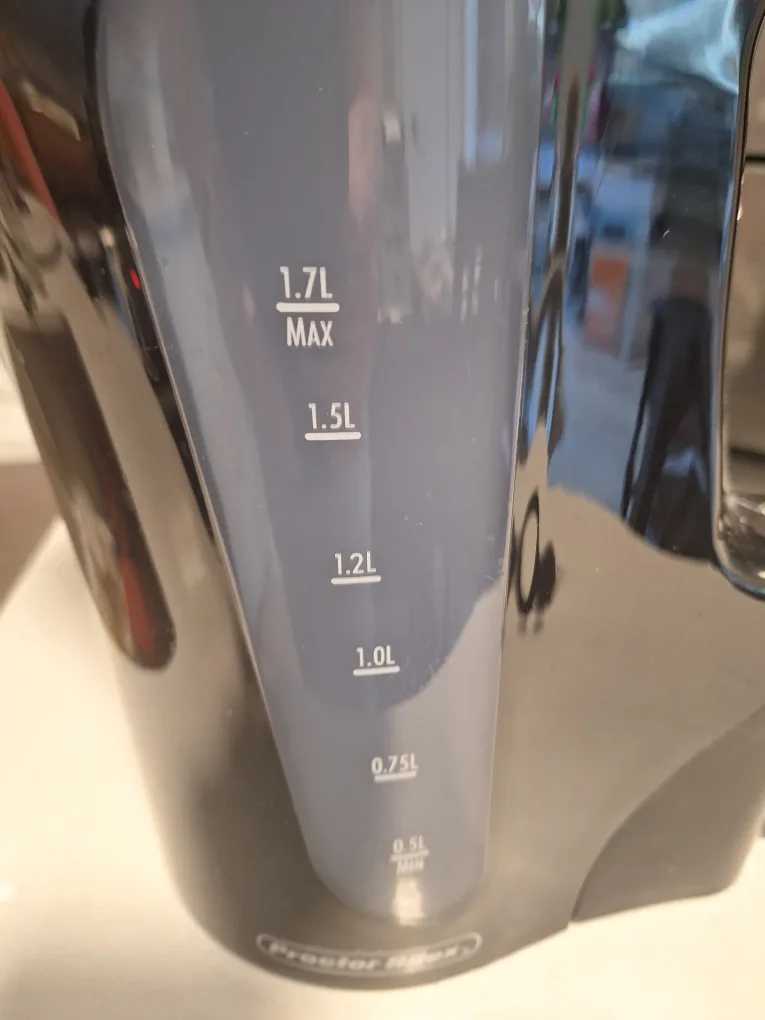 1.7L
MAX
1.5L
1.2L
1.0L
0.75L
0.5L
MIN
Proctor Silex